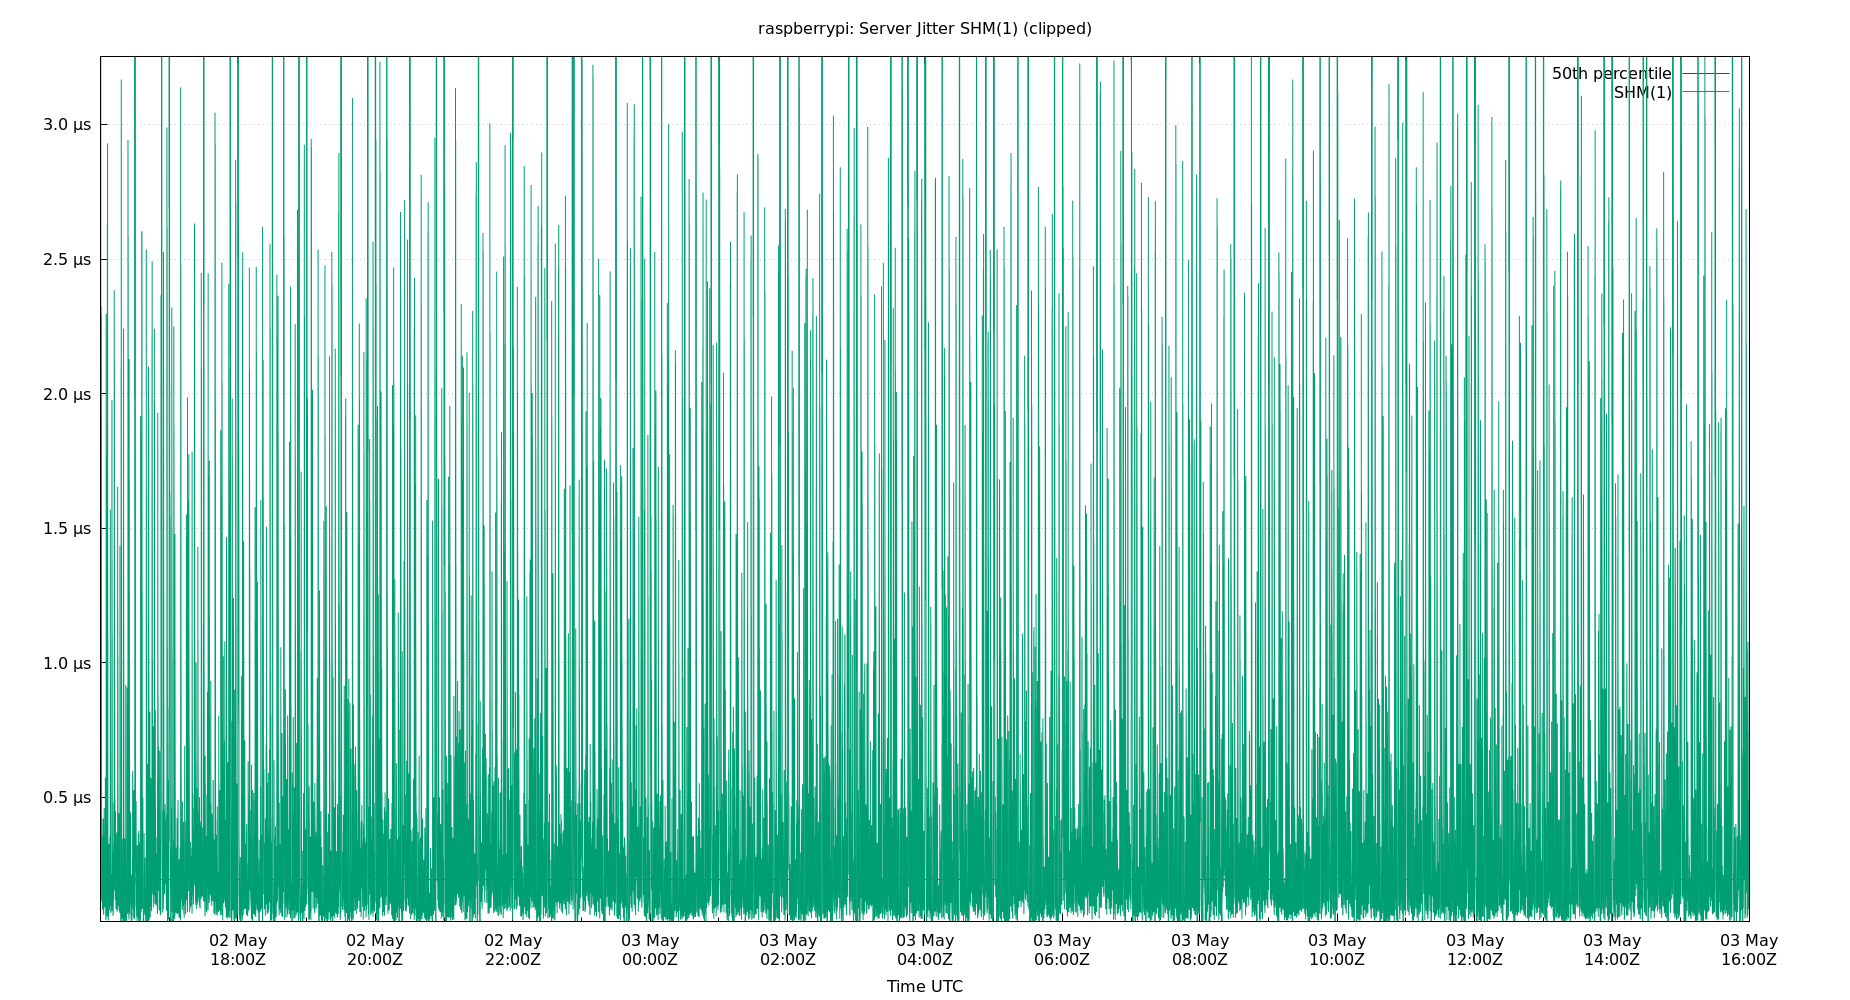 raspberrypi: Server Jitter SHM(1) (clipped)
50th percentile
SHM(1)
3.0 µs
2.5 µs
2.0 µs
1.5 µs
1.0 µs
0.5 µs
02 May 02 May 02 May 03 May 03 May 03 May 03 May 03 May 03 May 03 May 03 May 03 May
18:00Z 20:00Z 22:00Z 00:00Z 02:00Z 04:00Z 06:00Z 08:00Z 10:00Z 12:00Z 14:00Z 16:00Z
Time UTC